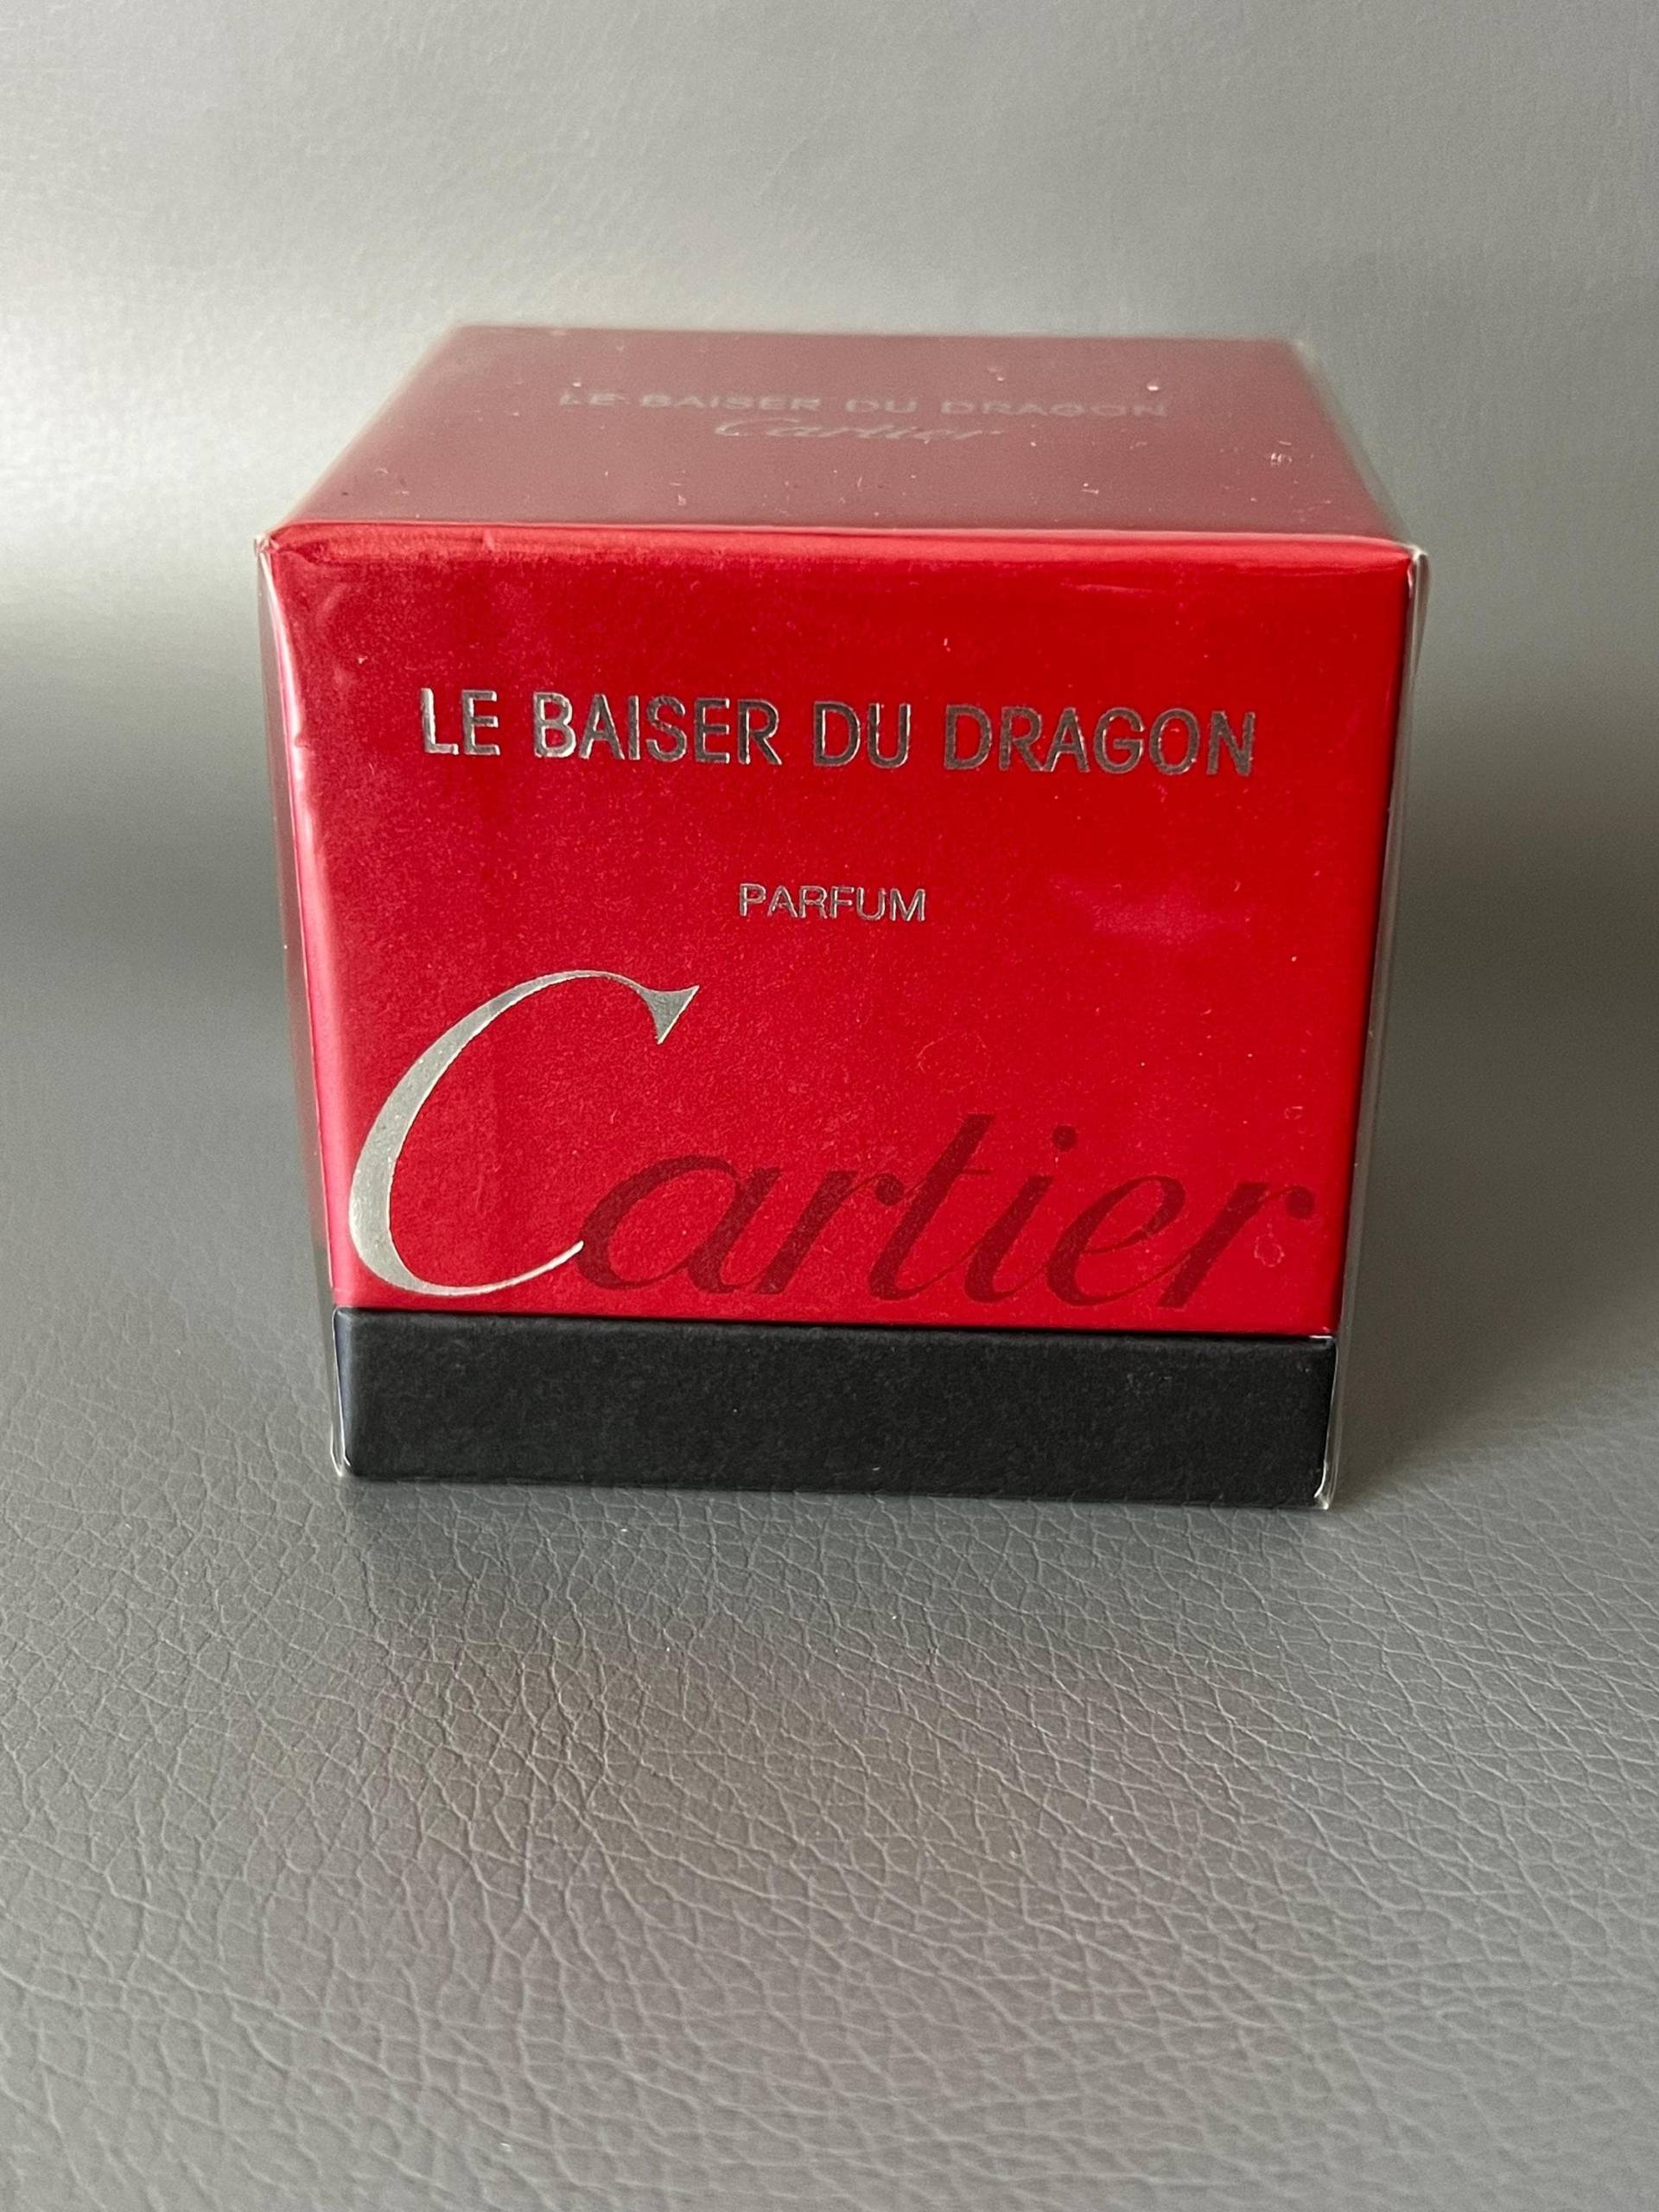 LE BAISER DU DRAGON
Cartier
LE BAISER DU DRAGON
PARFUM
Cartier